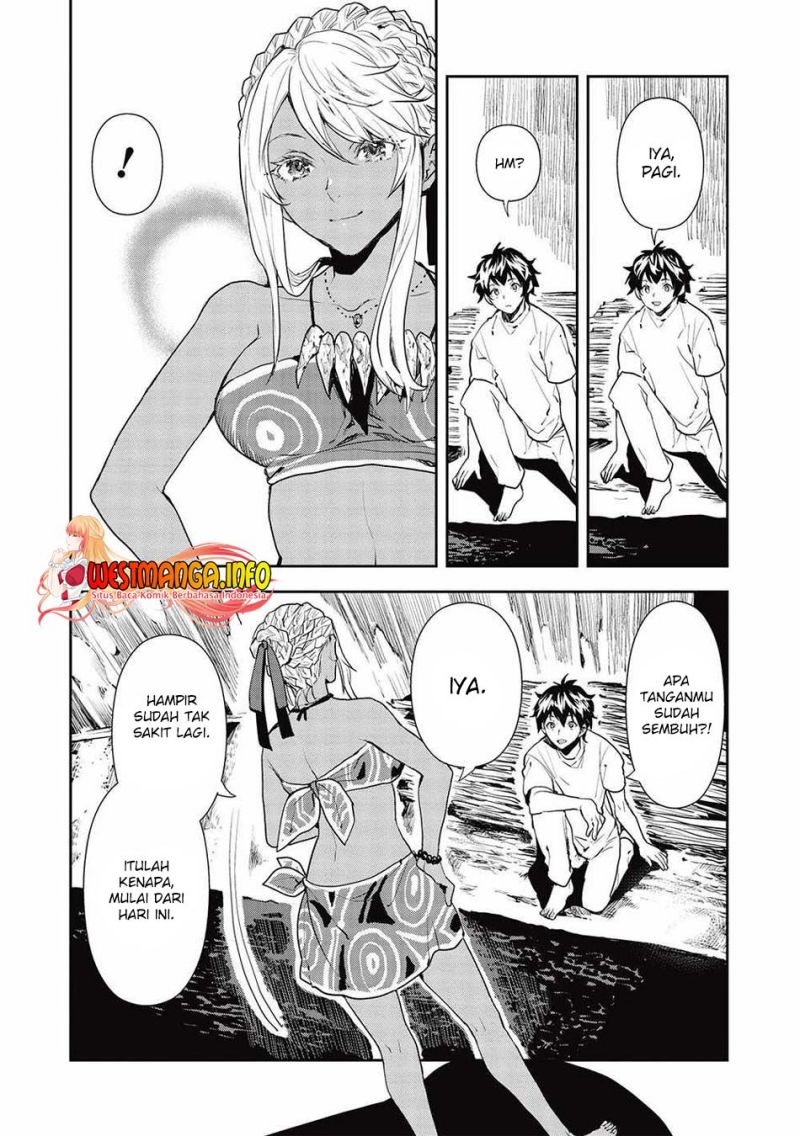 IYA,
PAGI.
HM?
!
WESTMANGA.INFO
Situs Baca Komik Berbahasa Indonesia
APA
TANGANMU
SUDAH
SEMBUH?!
IYA.
HAMPIR
SUDAH TAK
SAKIT LAGI.
ITULAH
KENAPA,
MULAI DARI
HARI INI.